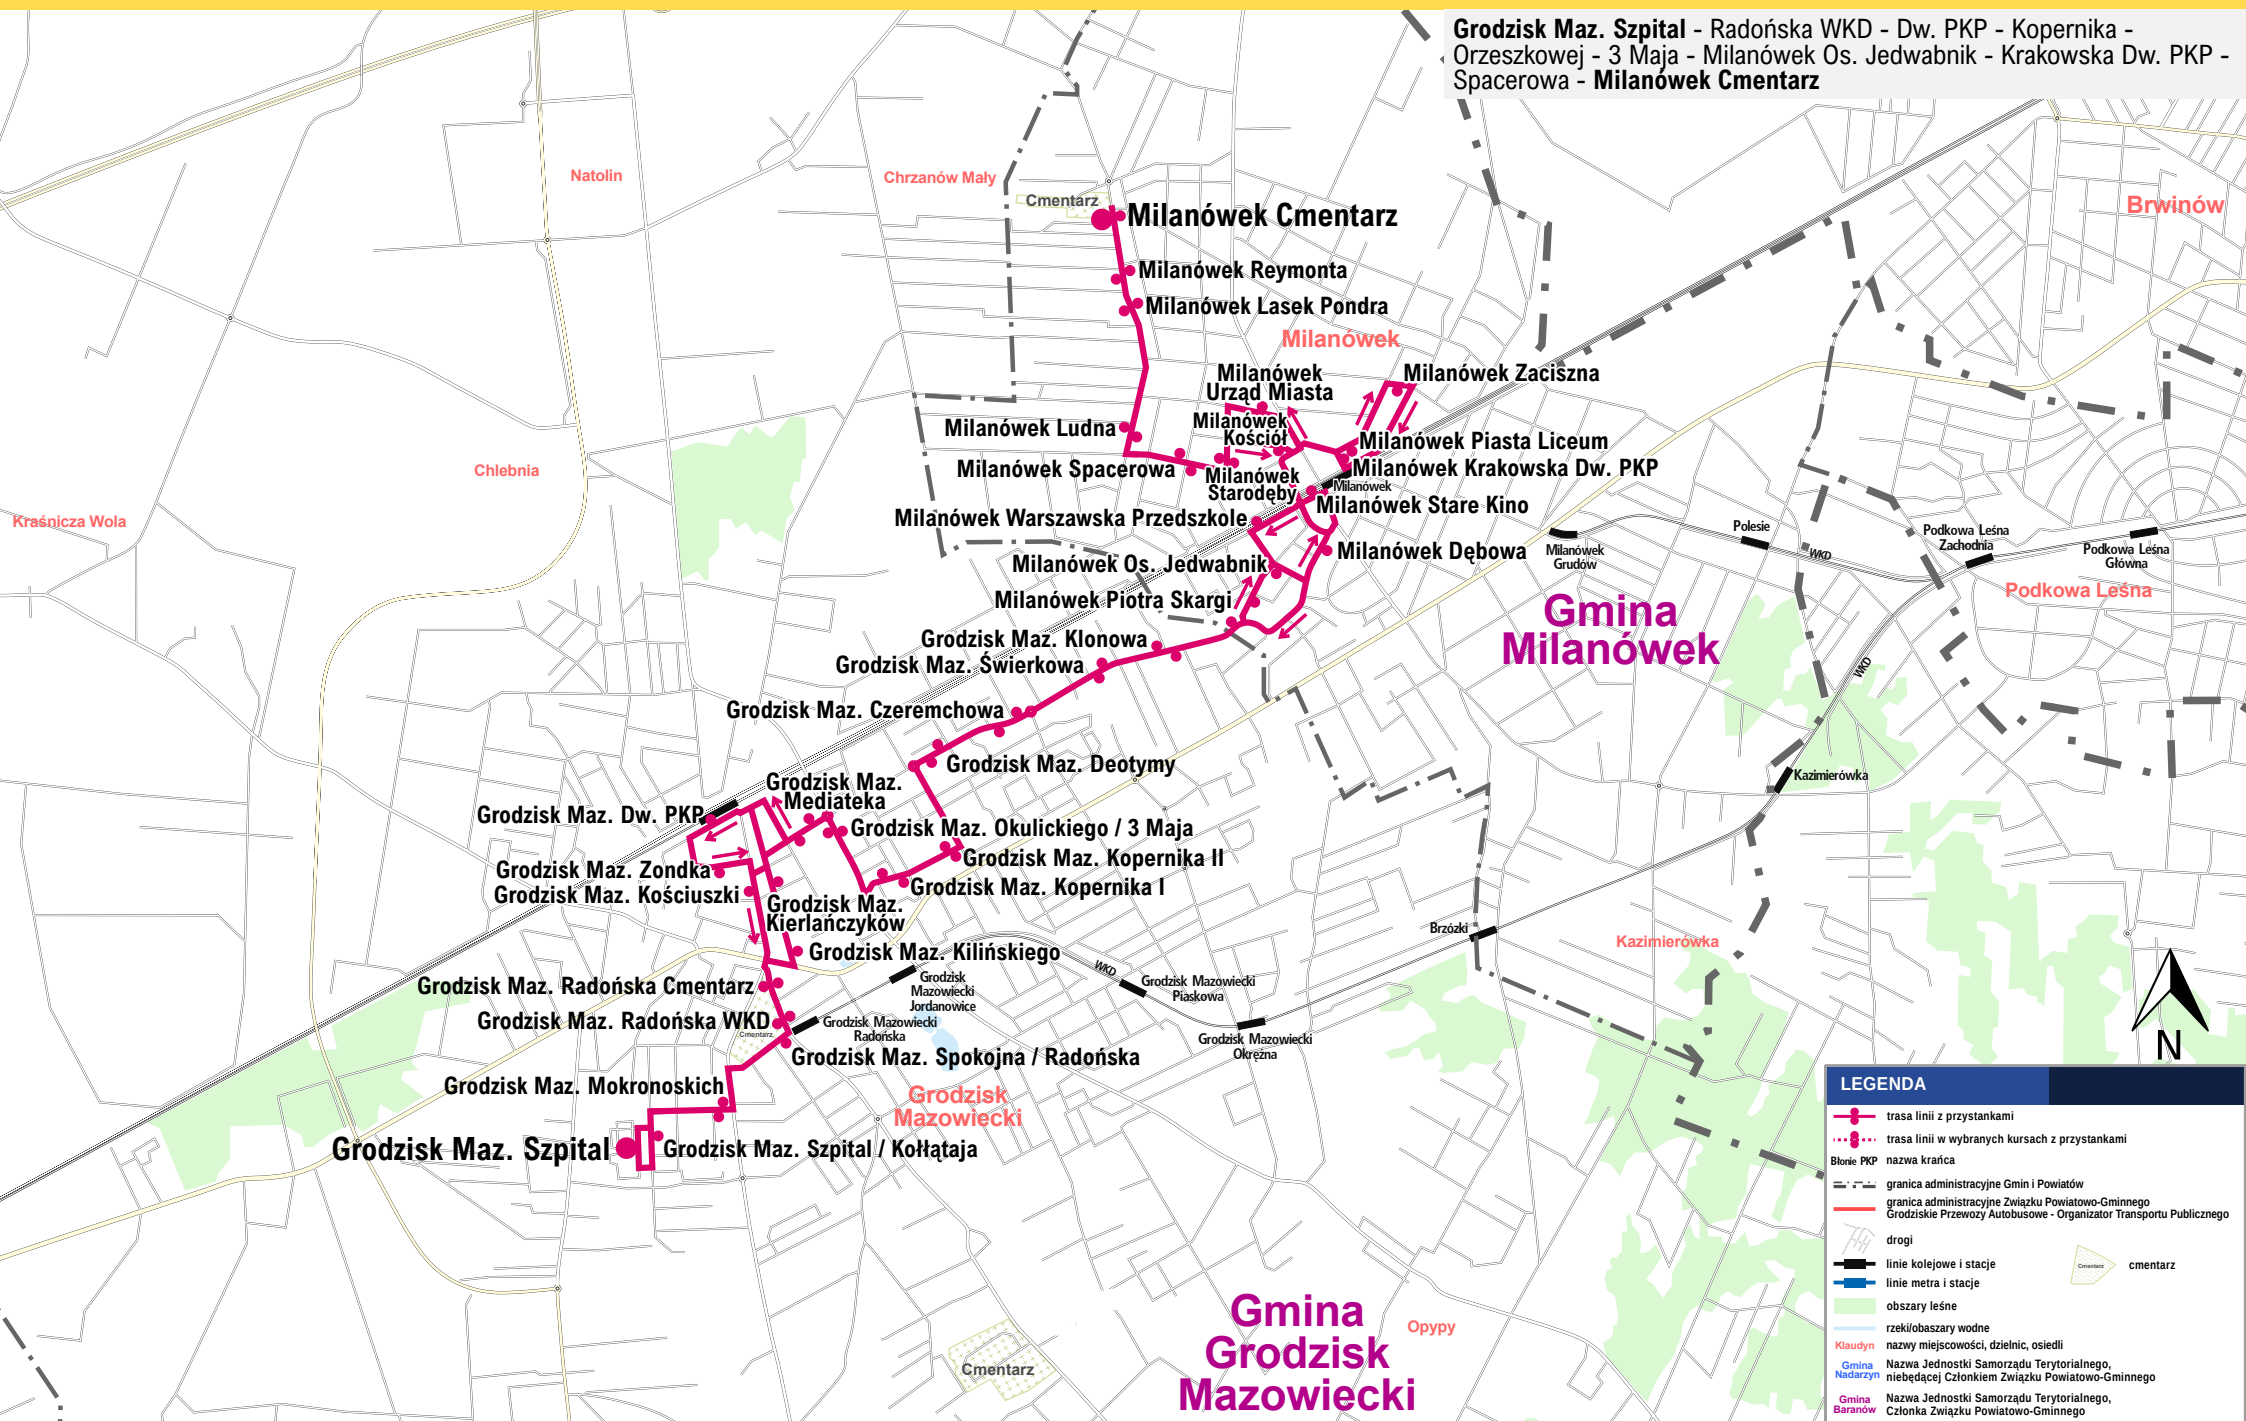 Grodzisk Maz. Szpital - Radońska WKD - Dw. PKP - Kopernika -
Orzeszkowej - 3 Maja - Milanówek Os. Jedwabnik - Krakowska Dw. PKP -
Spacerowa - Milanówek Cmentarz
Natolin
Chrzanów Mały
Cmentarz
Milanówek Cmentarz
Brwinów
Milanówek Reymonta
Milanówek Lasek Pondra
Milanówek
Milanówek
Urząd Miasta
Milanówek Zaciszna
Milanówek
Kościół
Milanówek Ludna
Milanówek Piasta Liceum
Milanówek Spacerowa
Milanówek Krakowska Dw. PKP
Milanówek
Starodęby
Milanówek
Milanówek Stare Kino
Chlebnia
Kraśnicza Wola
Milanówek Warszawska Przedszkole
Milanówek Dębowa
Milanówek
Grudów
Polesie
WKD
Podkowa Leśna
Zachodnia
Podkowa Leśna
Główna
Podkowa Leśna
Milanówek Os. Jedwabnik
Milanówek Piotra Skargi
Gmina
Milanówek
Grodzisk Maz. Klonowa
Grodzisk Maz. Świerkowa
WKD
Grodzisk Maz. Czeremchowa
Grodzisk Maz. Deotymy
Kazimierówka
Grodzisk Maz.
Mediateka
Grodzisk Maz. Dw. PKP
Grodzisk Maz. Okulickiego / 3 Maja
Grodzisk Maz. Kopernika II
Grodzisk Maz. Zondka
Grodzisk Maz. Kopernika I
Grodzisk Maz. Kościuszki
Grodzisk Maz.
Kierlańczyków
Brzózki
Kazimierówka
Grodzisk Maz. Kilińskiego
WKD
Grodzisk
Mazowiecki
Jordanowice
Grodzisk Mazowiecki
Piaskowa
Grodzisk Maz. Radońska Cmentarz
Grodzisk Maz. Radońska WKD
Grodzisk Mazowiecki
Radońska
Cmentarz
Grodzisk Mazowiecki
Okrężna
Grodzisk Maz. Spokojna / Radońska
Grodzisk Maz. Mokronoskich
Grodzisk
Mazowiecki
Grodzisk Maz. Szpital
Grodzisk Maz. Szpital / Kołłątaja
Gmina
Grodzisk
Mazowiecki
Opypy
Cmentarz
N
LEGENDA
trasa linii z przystankami
trasa linii w wybranych kursach z przystankami
Błonie PKP nazwa krańca
granica administracyjne Gmin i Powiatów
granica administracyjne Związku Powiatowo-Gminnego
Grodziskie Przewozy Autobusowe - Organizator Transportu Publicznego
drogi
linie kolejowe i stacje
Cmentarz cmentarz
linie metra i stacje
obszary leśne
rzeki/obaszary wodne
Klaudyn nazwy miejscowości, dzielnic, osiedli
Gmina Nadarzyn Nazwa Jednostki Samorządu Terytorialnego,
niebędącej Członkiem Związku Powiatowo-Gminnego
Gmina Baranów Nazwa Jednostki Samorządu Terytorialnego,
Członka Związku Powiatowo-Gminnego